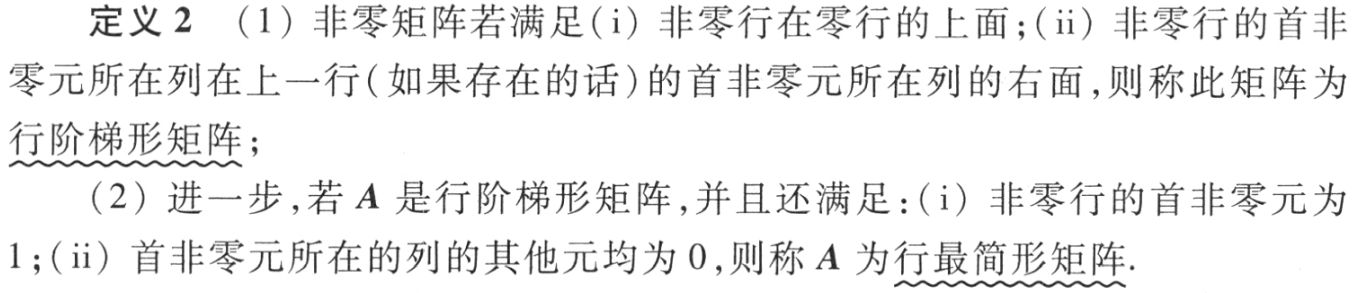 定义 2 （1）非零矩阵若满足(i) 非零行在零行的上面;(ii) 非零行的首非
零元所在列在上一行(如果存在的话)的首非零元所在列的右面,则称此矩阵为
行阶梯形矩阵;
（2）进一步,若 A 是行阶梯形矩阵,并且还满足:(i) 非零行的首非零元为
1;(ii) 首非零元所在的列的其他元均为 0,则称 A 为行最简形矩阵.